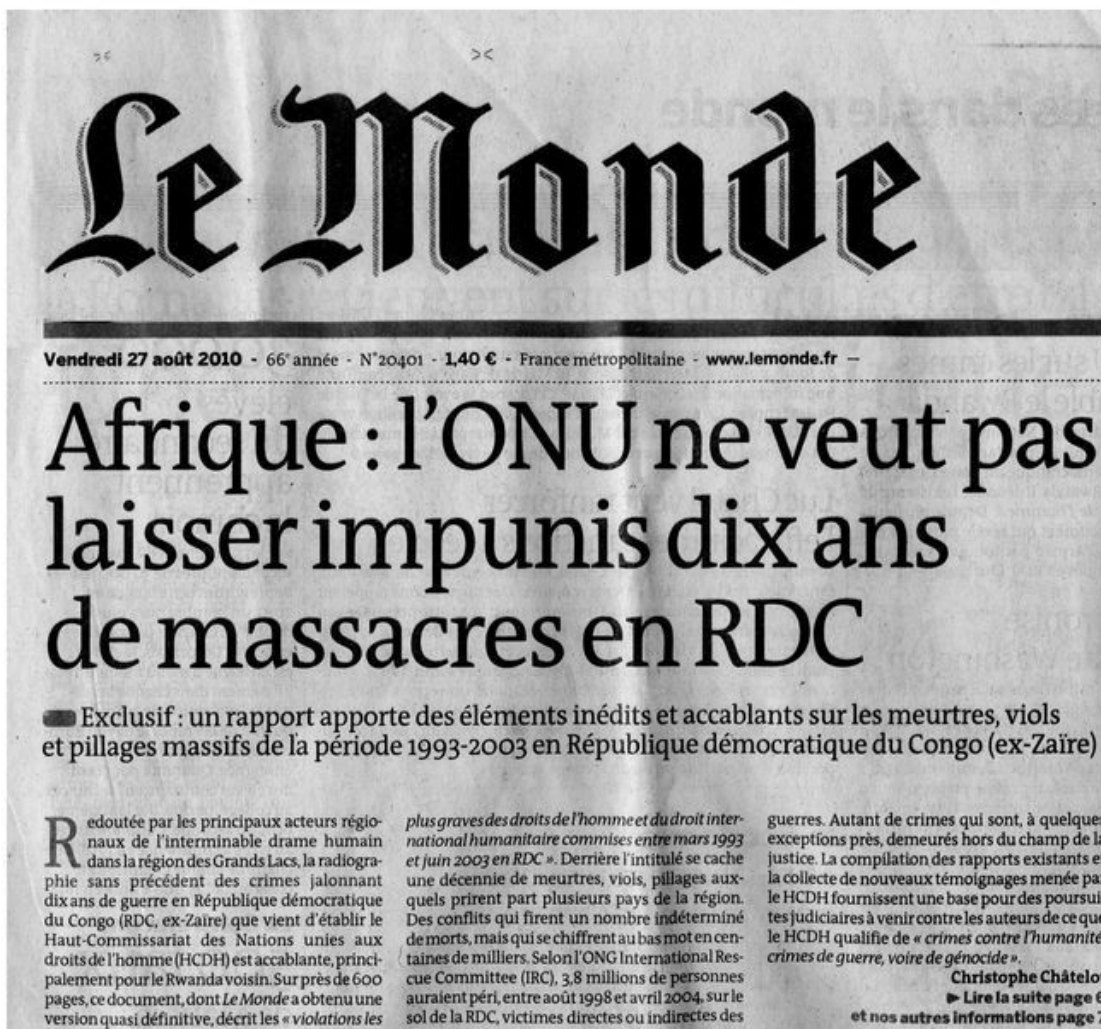 Le Monde
Vendredi 27 août 2010 - 66e année - N°20401 - 1,40 € - France métropolitaine - www.lemonde.fr –
Afrique : l'ONU ne veut pas
laisser impunis dix ans
de massacres en RDC
Exclusif : un rapport apporte des éléments inédits et accablants sur les meurtres, viols
et pillages massifs de la période 1993-2003 en République démocratique du Congo (ex-Zaïre)
Redoutée par les principaux acteurs régio-
naux de l'interminable drame humain
dans la région des Grands Lacs, la radiogra-
phie sans précédent des crimes jalonnant
dix ans de guerre en République démocratique
du Congo (RDC, ex-Zaïre) que vient d'établir le
Haut-Commissariat des Nations unies aux
droits de l'homme (HCDH) est accablante, princi-
palement pour le Rwanda voisin. Sur près de 600
pages, ce document, dont Le Monde a obtenu une
version quasi définitive, décrit les « violations les
plus graves des droits de l'homme et du droit inter-
national humanitaire commises entre mars 1993
et juin 2003 en RDC ». Derrière l'intitulé se cache
une décennie de meurtres, viols, pillages aux-
quels prirent part plusieurs pays de la région.
Des conflits qui firent un nombre indéterminé
de morts, mais qui se chiffrent au bas mot en cen-
taines de milliers. Selon l'ONG International Res-
cue Committee (IRC), 3,8 millions de personnes
auraient péri, entre août 1998 et avril 2004, sur le
sol de la RDC, victimes directes ou indirectes des
guerres. Autant de crimes qui sont, à quelques
exceptions près, demeurés hors du champ de la
justice. La compilation des rapports existants e
la collecte de nouveaux témoignages menée pa
le HCDH fournissent une base pour des poursui
tes judiciaires à venir contre les auteurs de ce que
le HCDH qualifie de « crimes contre l'humanité
crimes de guerre, voire de génocide ».
Christophe Châtelo
► Lire la suite page 6
et nos autres informations page 7